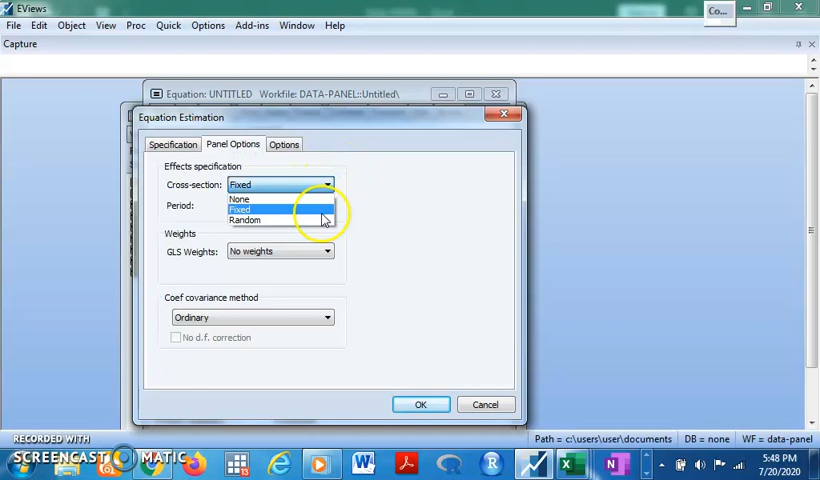 EViews
Co...
File Edit Object View Proc Quick Options Add-ins Window Help
Capture
Equation: UNTITLED Workfile: DATA-PANEL::Untitled\
Equation Estimation
Specification Panel Options Options
Effects specification
Cross-section: Fixed
None
Period: Fixed
Random
Weights
GLS Weights: No weights
Coef covariance method
Ordinary
No d.f. correction
OK Cancel
RECORDED WITH
SCREENCAST MATIC
Path = c:\users\user\documents DB = none WF = data-panel
5:48 PM
7/20/2020